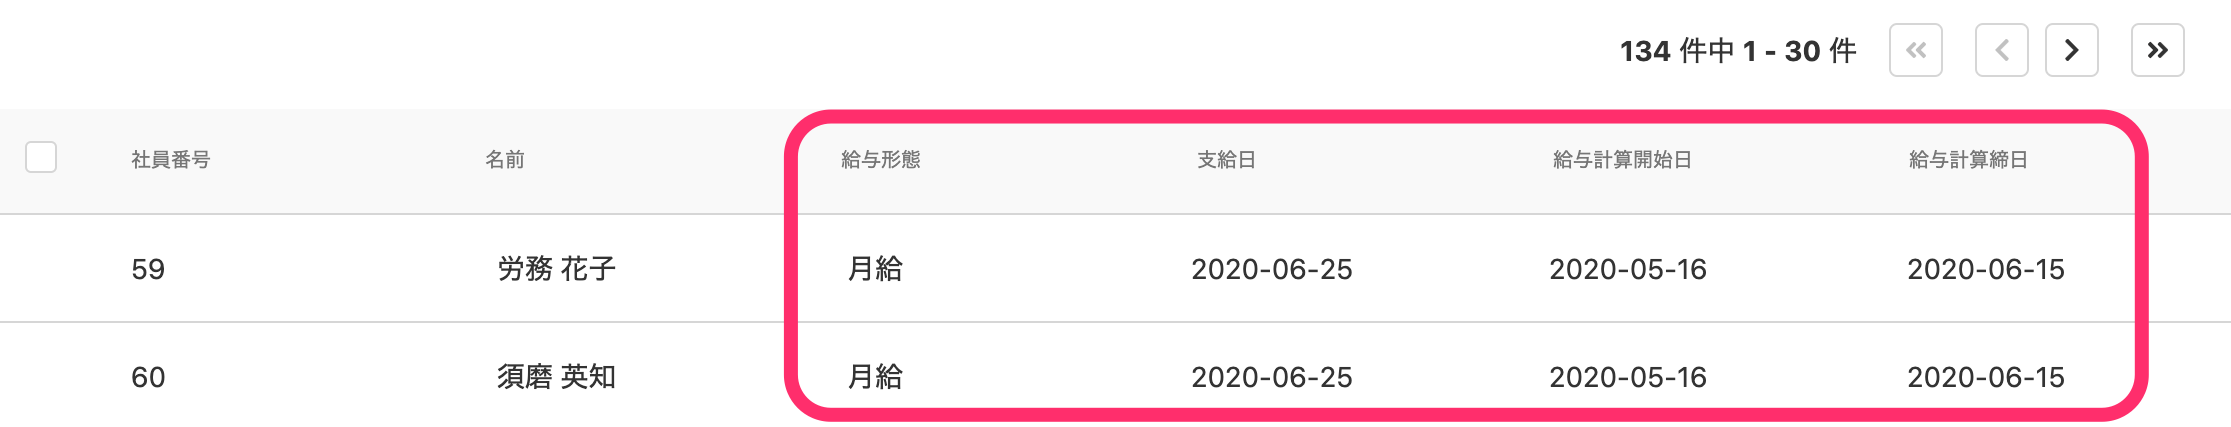 134 件中 1 - 30 件
社員番号 名前 給与形態 支給日 給与計算開始日 給与計算締日
59 労務 花子 月給 2020-06-25 2020-05-16 2020-06-15
60 須磨 英知 月給 2020-06-25 2020-05-16 2020-06-15